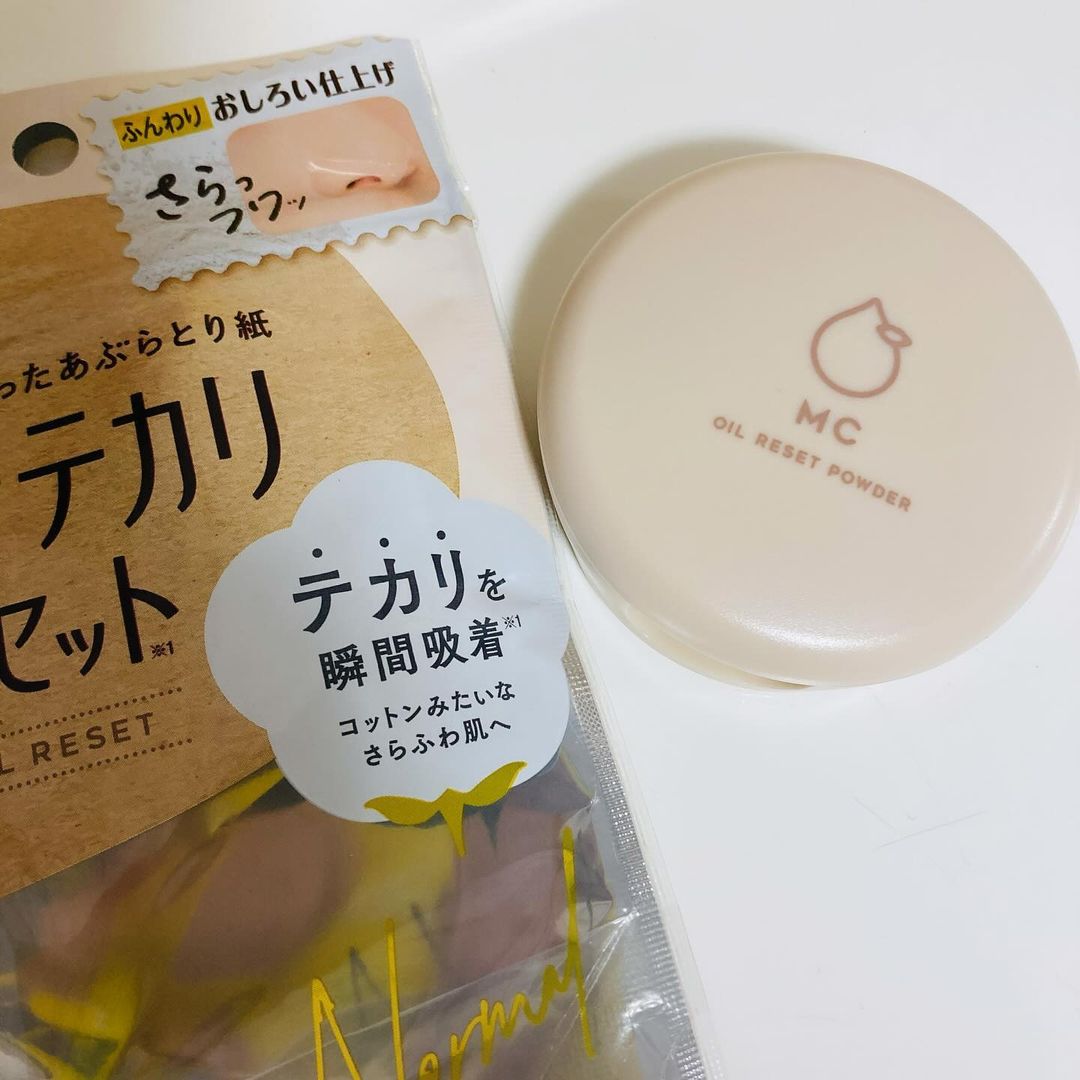 ふんわり おしろい仕上げ
さらっ
フワッ
ったあぶらとり紙
テカリ
セット※1
L RESET
テカリを
瞬間吸着※1
コットンみたいな
さらふわ肌へ
Normal
MC
OIL RESET POWDER